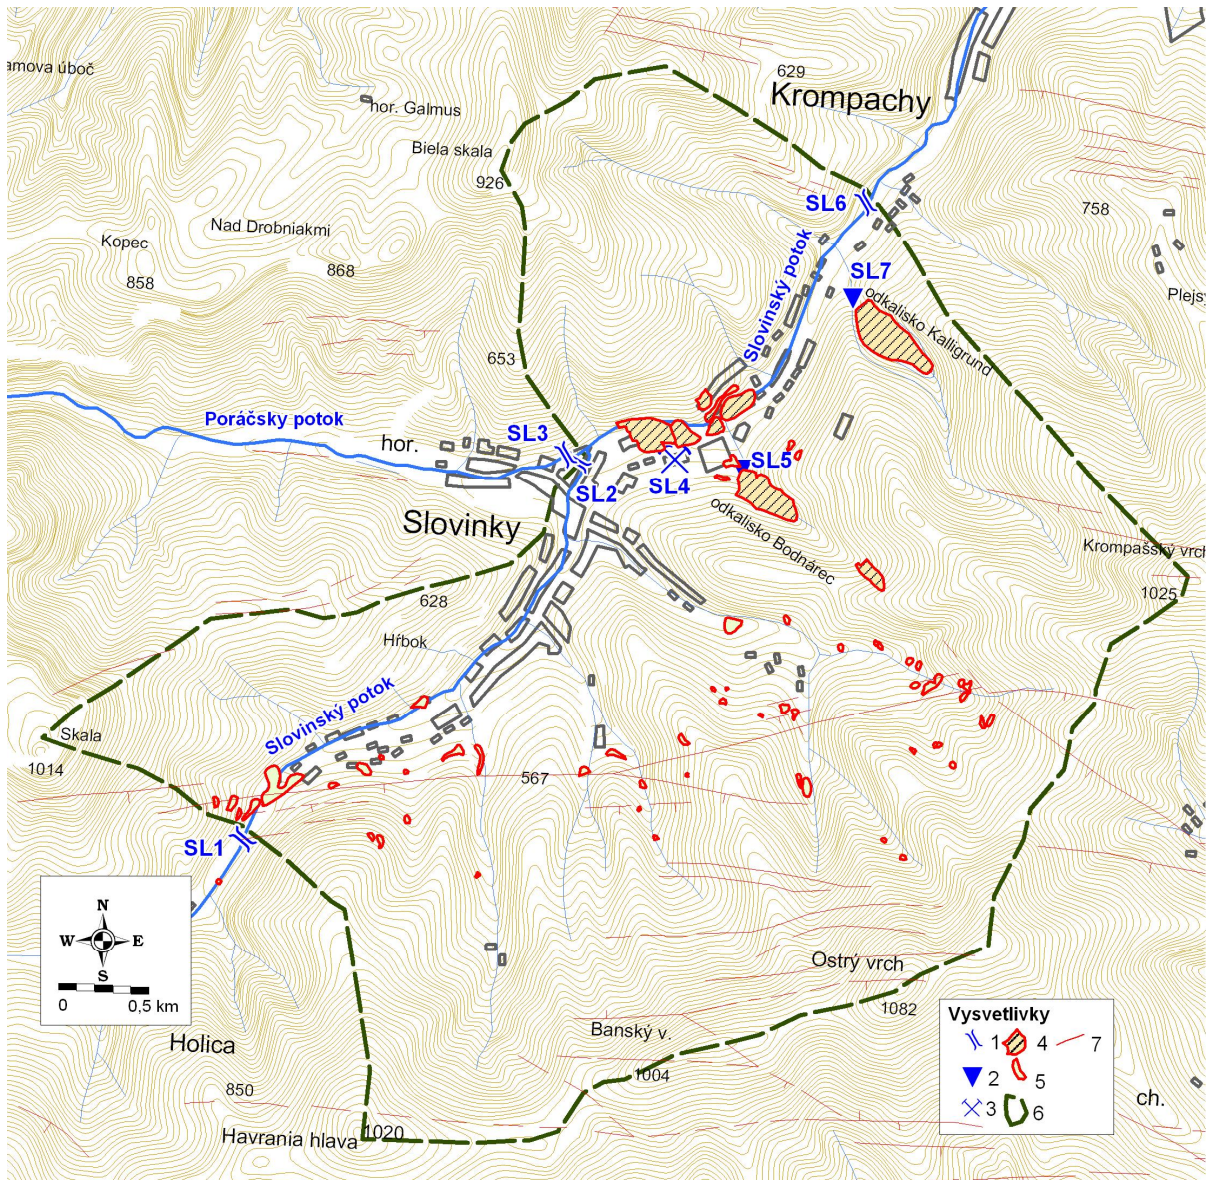 amova úboč
629
Krompachy
hor. Galmus
Biela skala
926
SL6
758
Nad Drobniakmi
Kopec
868
858
SL7
Slovinský potok
odkalisko Kalligrund
Plejsy
653
Poráčsky potok
hor.
SL3
SL2
SL4
SL5
Slovinky
odkalisko Bodnárec
Krompašský vrch
1025
628
Hŕbok
Slovinský potok
Skala
1014
567
SL1
N
W E
S
0 0,5 km
Ostrý vrch
1082
Holica
Banský v.
1004
850
Havrania hlava
1020
ch.
Vysvetlivky
1 4 7
2 5
3 6